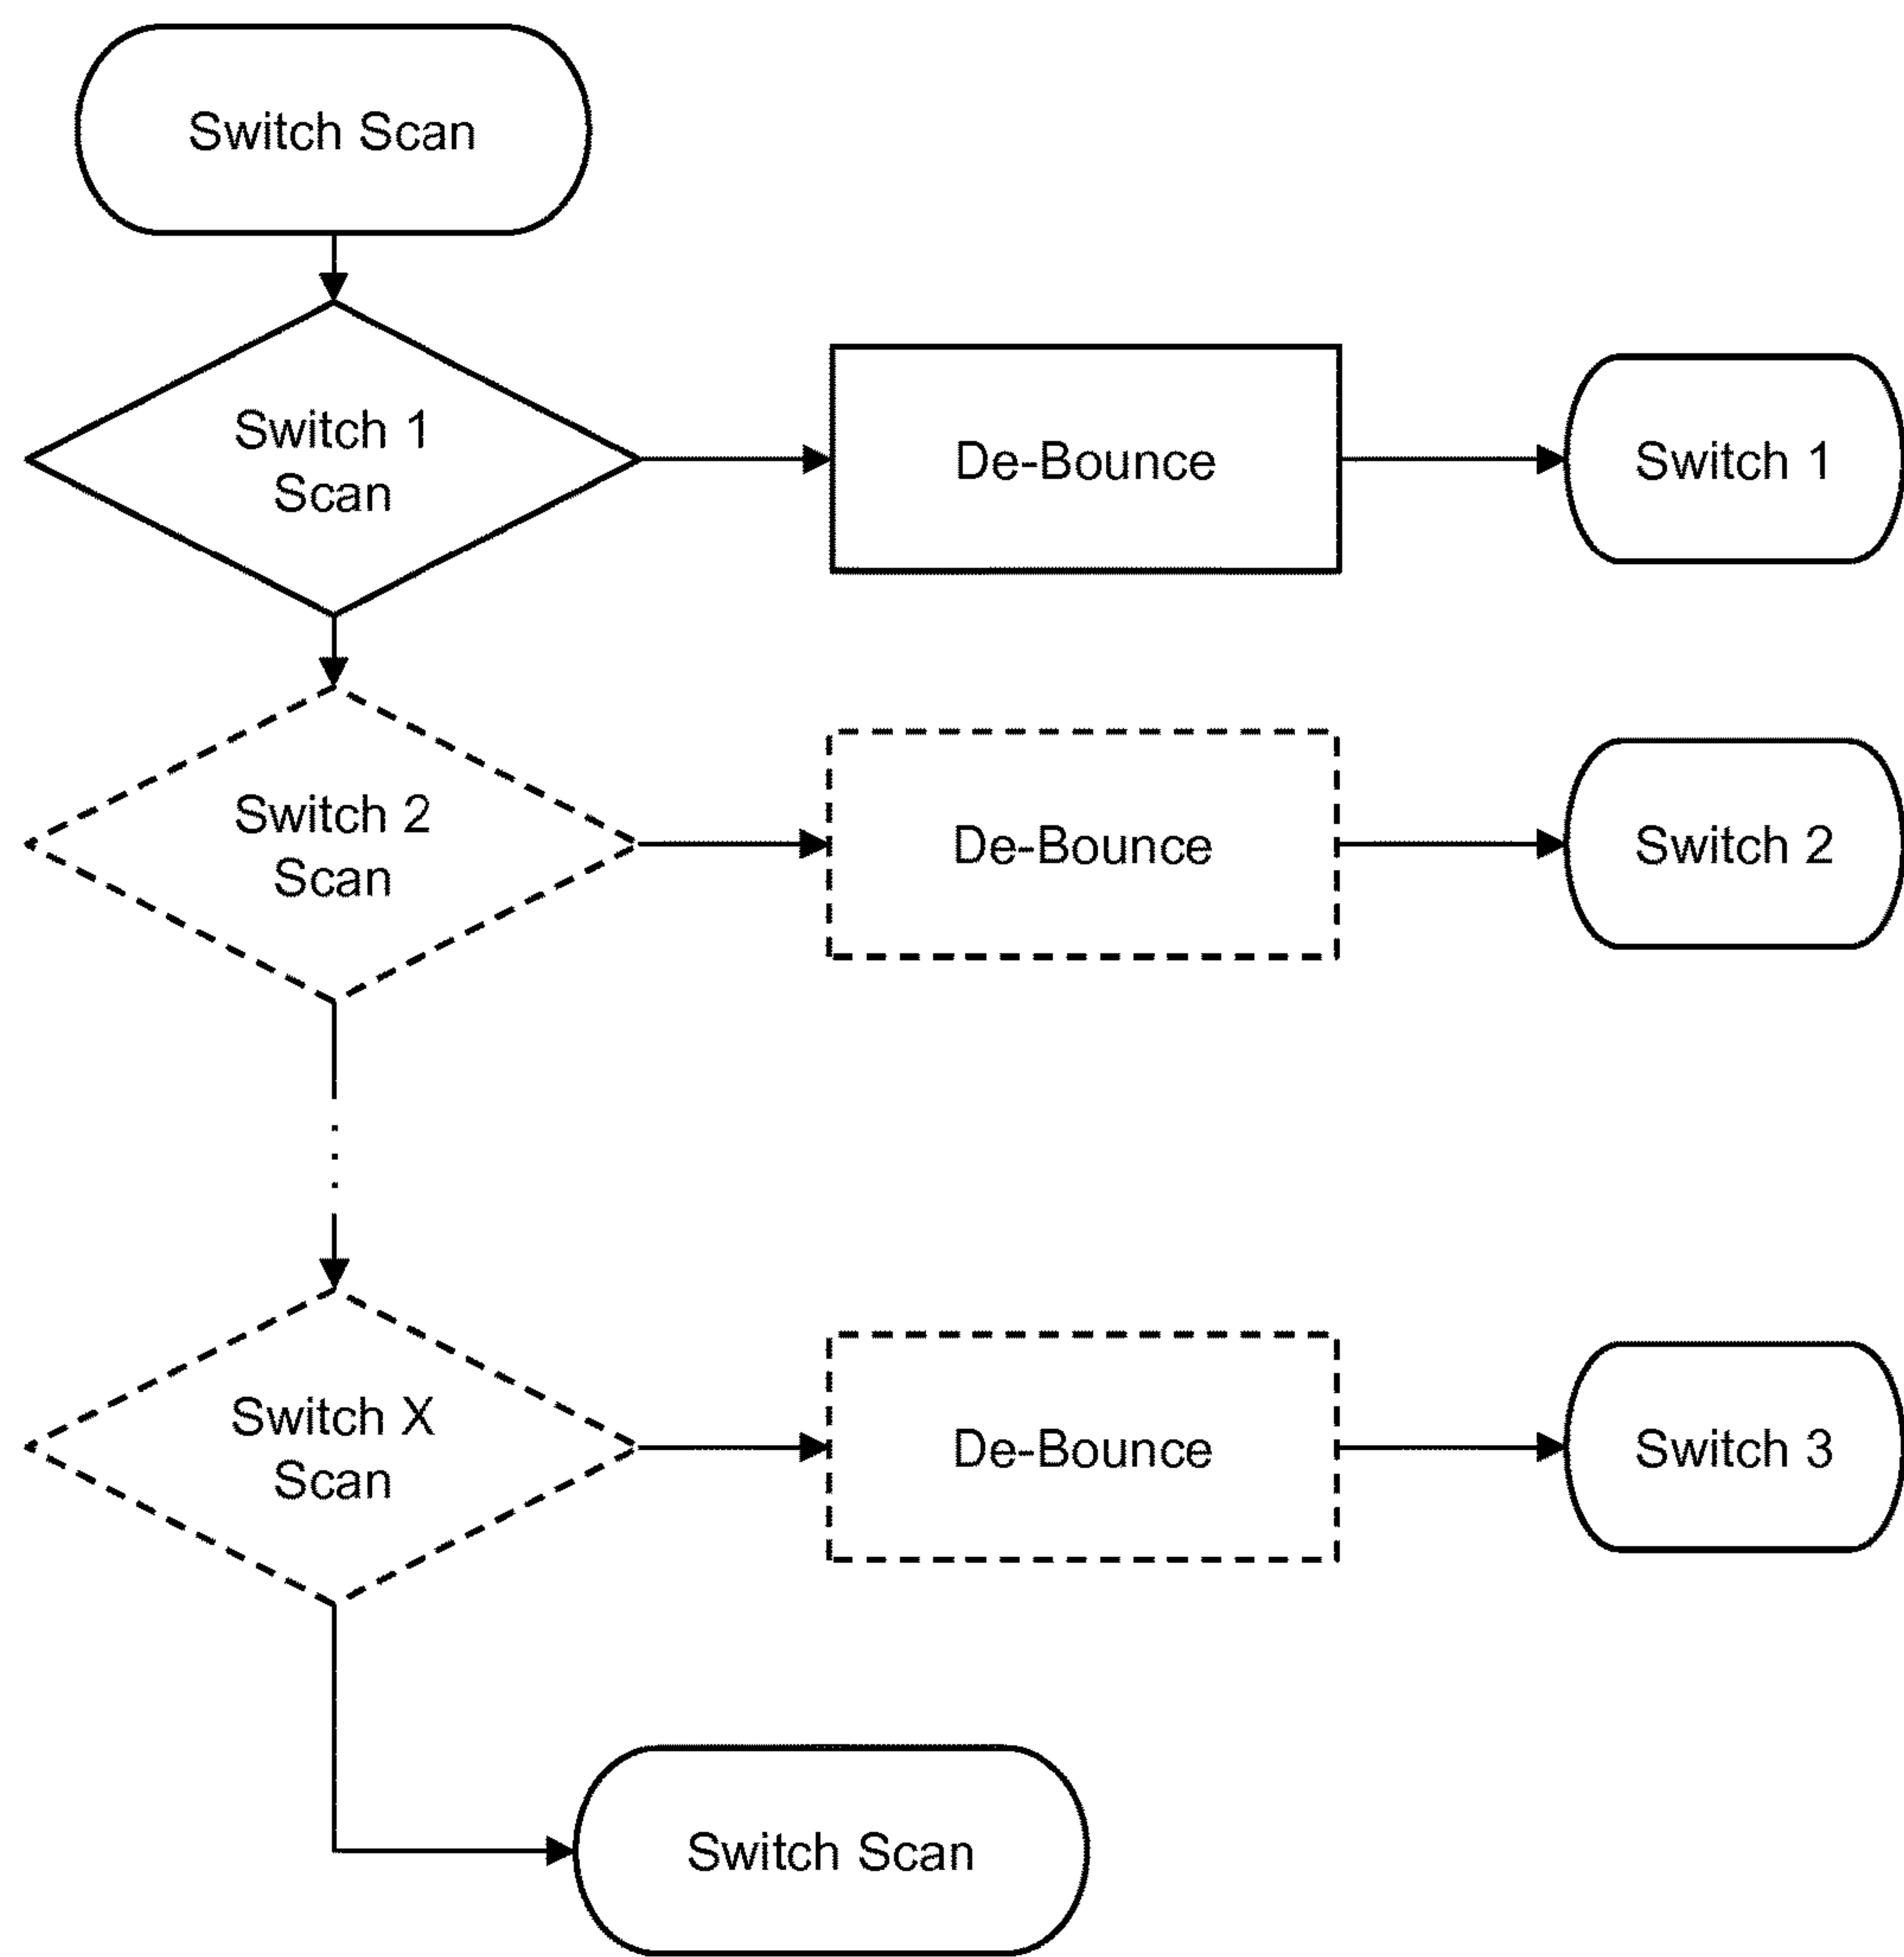 Switch Scan
Switch 1
Scan
De-Bounce
Switch 1
Switch 2
Scan
De-Bounce
Switch 2
Switch X
Scan
De-Bounce
Switch 3
Switch Scan